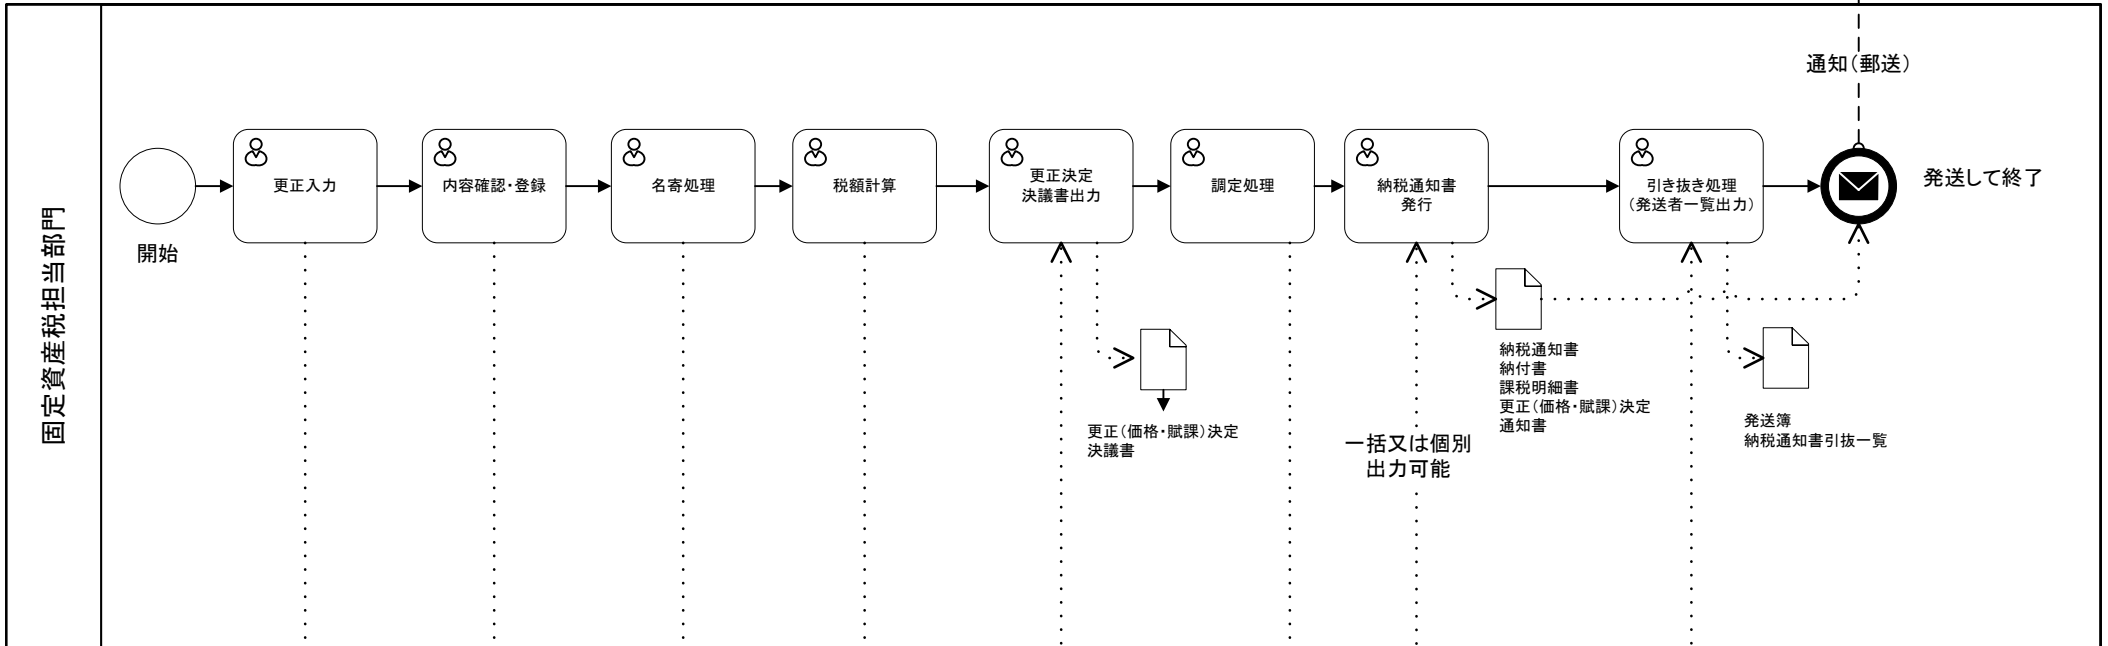 固定資産税担当部門
通知(郵送)
開始
更正入力
内容確認・登録
名寄処理
税額計算
更正決定
決議書出力
調定処理
納税通知書
発行
引き抜き処理
(発送者一覧出力)
発送して終了
更正(価格・賦課)決定
決議書
一括又は個別
出力可能
納税通知書
納付書
課税明細書
更正(価格・賦課)決定
通知書
発送簿
納税通知書引抜一覧